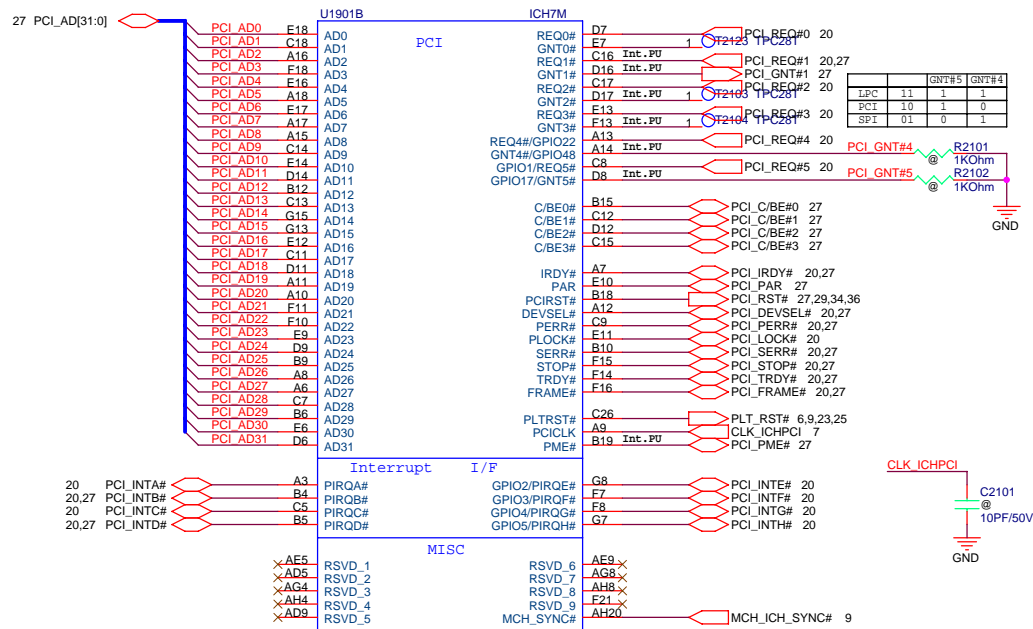 U1901B ICH7M
27 PCI_AD[31:0]
PCI
PCI_AD0 E18 AD0
PCI_AD1 C18 AD1
PCI_AD2 A16 AD2
PCI_AD3 F18 AD3
PCI_AD4 E16 AD4
PCI_AD5 A18 AD5
PCI_AD6 E17 AD6
PCI_AD7 A17 AD7
PCI_AD8 A15 AD8
PCI_AD9 C14 AD9
PCI_AD10 E14 AD10
PCI_AD11 D14 AD11
PCI_AD12 B12 AD12
PCI_AD13 C13 AD13
PCI_AD14 G15 AD14
PCI_AD15 G13 AD15
PCI_AD16 E12 AD16
PCI_AD17 C11 AD17
PCI_AD18 D11 AD18
PCI_AD19 A11 AD19
PCI_AD20 A10 AD20
PCI_AD21 F11 AD21
PCI_AD22 F10 AD22
PCI_AD23 E9 AD23
PCI_AD24 D9 AD24
PCI_AD25 B9 AD25
PCI_AD26 A8 AD26
PCI_AD27 A6 AD27
PCI_AD28 C7 AD28
PCI_AD29 B6 AD29
PCI_AD30 E6 AD30
PCI_AD31 D6 AD31
REQ0# D7 PCI_REQ#0 20
GNT0# E7 1 T2123 TPC28T
REQ1# C16 Int.PU PCI_REQ#1 20,27
GNT1# D16 Int.PU PCI_GNT#1 27
REQ2# C17 PCI_REQ#2 20
GNT2# D17 Int.PU 1 T2103 TPC28T
REQ3# E13 PCI_REQ#3 20
GNT3# F13 Int.PU 1 T2104 TPC28T
REQ4#/GPIO22 A13 PCI_REQ#4 20
GNT4#/GPIO48 A14 Int.PU PCI_GNT#4 R2101 @ 1KOhm
GPIO1/REQ5# C8 PCI_REQ#5 20
GPIO17/GNT5# D8 Int.PU PCI_GNT#5 R2102 @ 1KOhm
GND
GNT#5 GNT#4
LPC 11 1 1
PCI 10 1 0
SPI 01 0 1
C/BE0# B15 PCI_C/BE#0 27
C/BE1# C12 PCI_C/BE#1 27
C/BE2# D12 PCI_C/BE#2 27
C/BE3# C15 PCI_C/BE#3 27
IRDY# A7 PCI_IRDY# 20,27
PAR E10 PCI_PAR 27
PCIRST# B18 PCI_RST# 27,29,34,36
DEVSEL# A12 PCI_DEVSEL# 20,27
PERR# C9 PCI_PERR# 20,27
PLOCK# E11 PCI_LOCK# 20
SERR# B10 PCI_SERR# 20,27
STOP# F15 PCI_STOP# 20,27
TRDY# F14 PCI_TRDY# 20,27
FRAME# F16 PCI_FRAME# 20,27
PLTRST# C26 PLT_RST# 6,9,23,25
PCICLK A9 CLK_ICHPCI 7
PME# B19 Int.PU PCI_PME# 27
Interrupt I/F
20 PCI_INTA# A3 PIRQA#
20,27 PCI_INTB# B4 PIRQB#
20 PCI_INTC# C5 PIRQC#
20,27 PCI_INTD# B5 PIRQD#
GPIO2/PIRQE# G8 PCI_INTE# 20
GPIO3/PIRQF# F7 PCI_INTF# 20
GPIO4/PIRQG# F8 PCI_INTG# 20
GPIO5/PIRQH# G7 PCI_INTH# 20
CLK_ICHPCI
C2101
@
10PF/50V
GND
MISC
AE5 RSVD_1
AD5 RSVD_2
AG4 RSVD_3
AH4 RSVD_4
AD9 RSVD_5
RSVD_6 AE9
RSVD_7 AG8
RSVD_8 AH8
RSVD_9 F21
MCH_SYNC# AH20 MCH_ICH_SYNC# 9